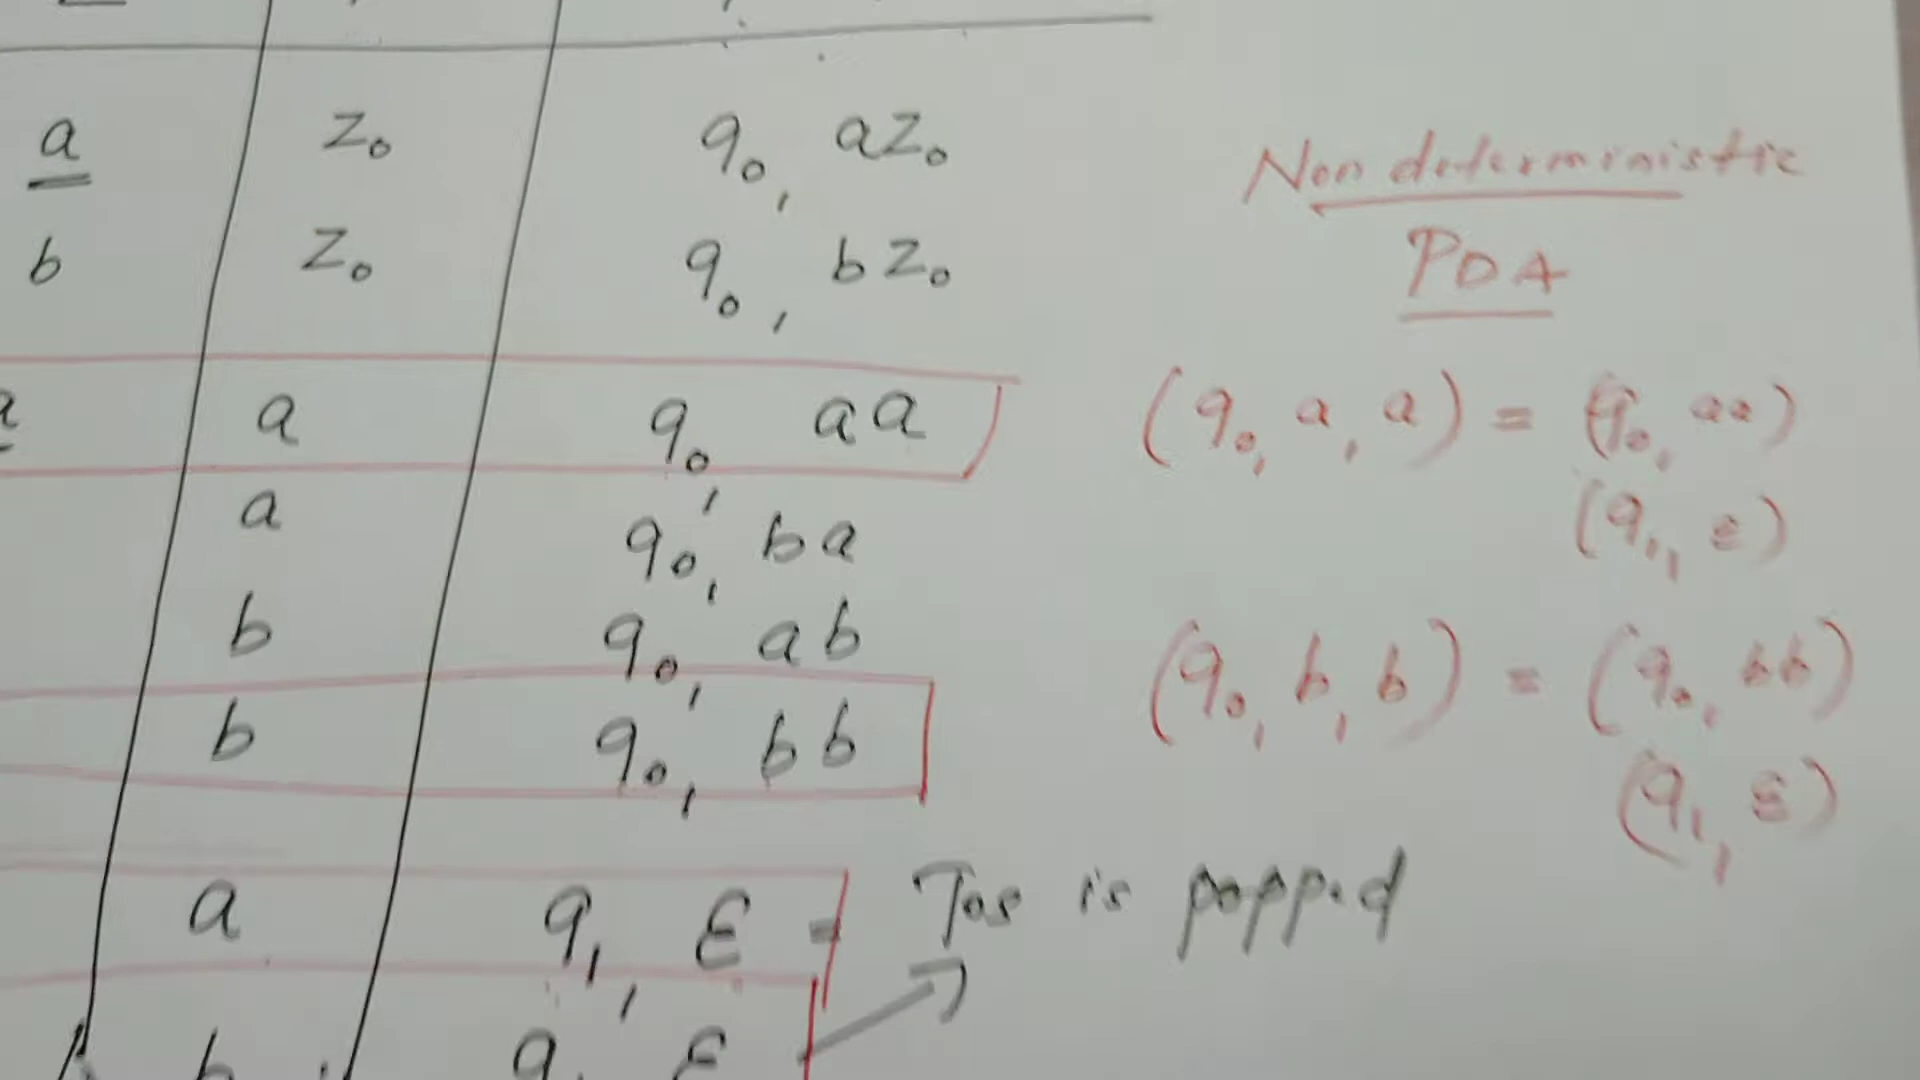 a z₀ q₀, az₀
b z₀ q₀, bz₀
a a q₀, aa
a q₀, ba
b q₀, ab
b q₀, bb
a q₁, ε = Tos is popped
b q ε
Non deterministic
PDA
(q₀, a, a) = (q₀, aa)
(q₁, ε)
(q₀, b, b) = (q₀, bb)
(q₁, ε)